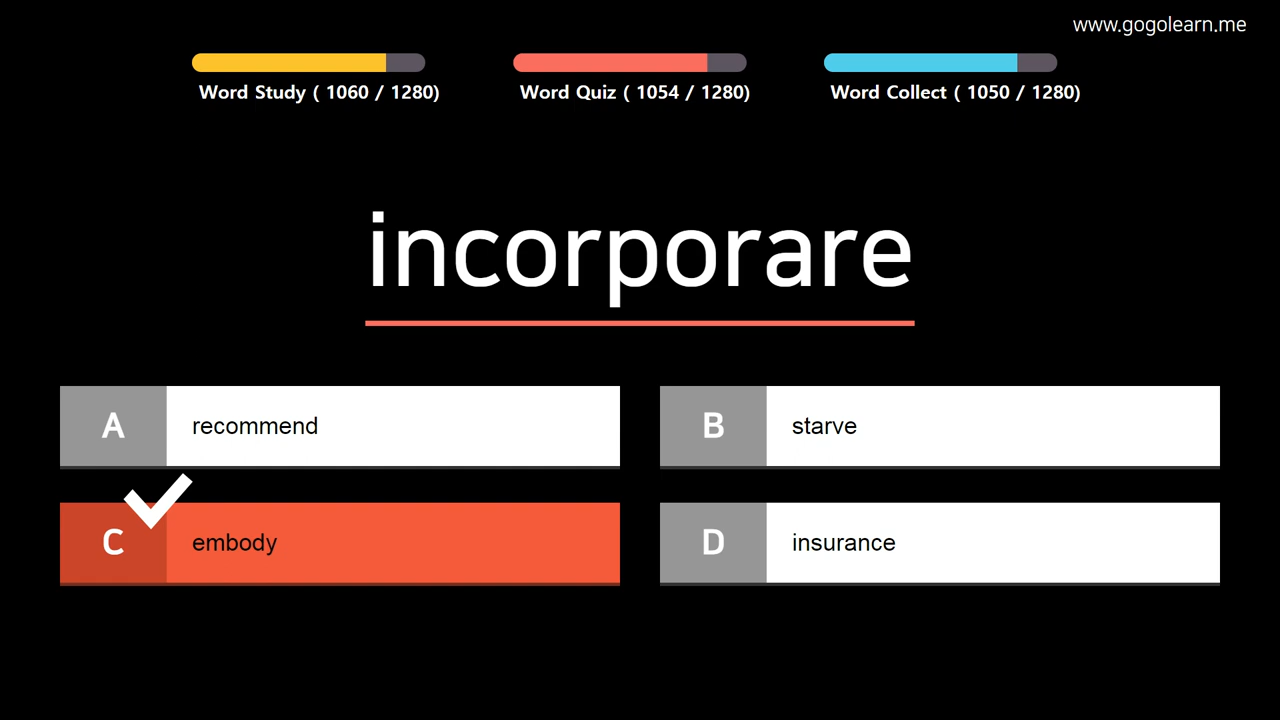 www.gogolearn.me
Word Study ( 1060 / 1280)
Word Quiz ( 1054 / 1280)
Word Collect ( 1050 / 1280)
incorporare
A recommend
B starve
C embody
D insurance